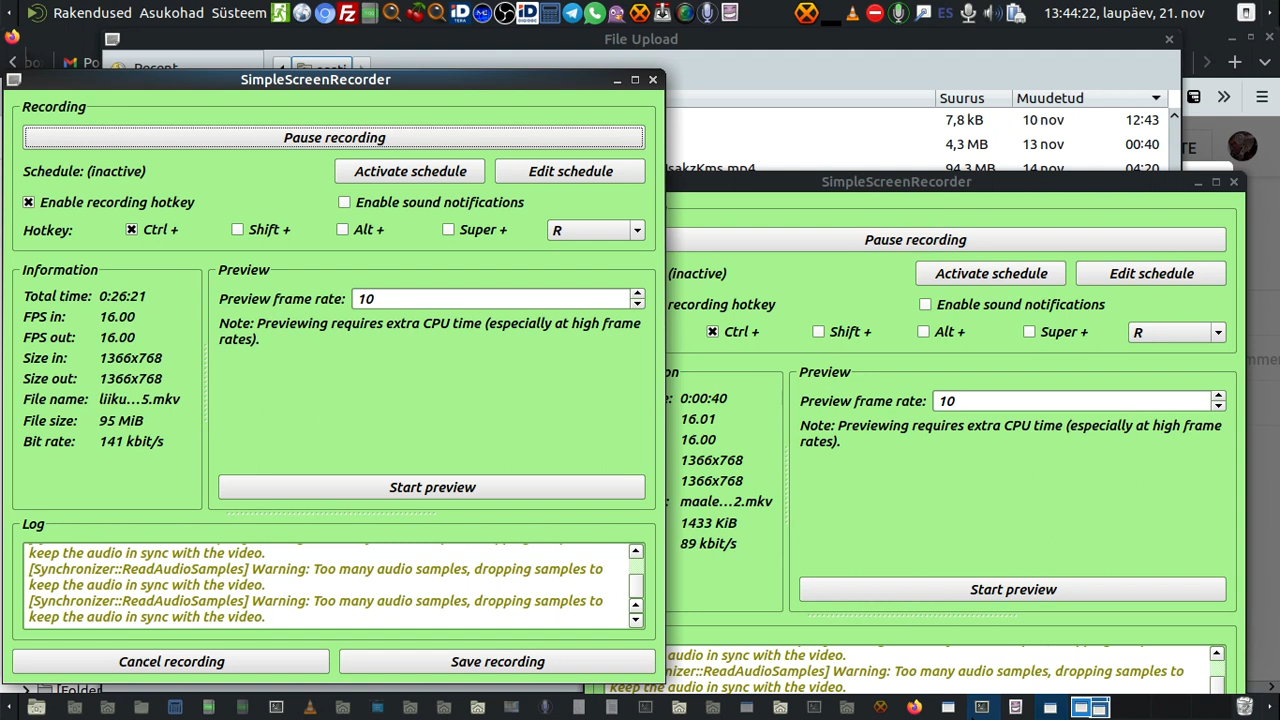 Rakendused Asukohad Süsteem
ES
13:44:22, laupäev, 21. nov
File Upload
Recent
Suurus
Muudetud
7,8 kB
10 nov
12:43
4,3 MB
13 nov
00:40
94,3 MB
14 nov
04:20
SimpleScreenRecorder
Recording
Pause recording
Schedule: (inactive)
Activate schedule
Edit schedule
Enable recording hotkey
Enable sound notifications
Hotkey:
Ctrl +
Shift +
Alt +
Super +
R
Information
Total time: 0:26:21
FPS in: 16.00
FPS out: 16.00
Size in: 1366x768
Size out: 1366x768
File name: liiku...5.mkv
File size: 95 MiB
Bit rate: 141 kbit/s
Preview
Preview frame rate: 10
Note: Previewing requires extra CPU time (especially at high frame
rates).
Start preview
Log
keep the audio in sync with the video.
[Synchronizer::ReadAudioSamples] Warning: Too many audio samples, dropping samples to
keep the audio in sync with the video.
[Synchronizer::ReadAudioSamples] Warning: Too many audio samples, dropping samples to
keep the audio in sync with the video.
Cancel recording
Save recording
SimpleScreenRecorder
Pause recording
(inactive)
Activate schedule
Edit schedule
recording hotkey
Enable sound notifications
Ctrl +
Shift +
Alt +
Super +
R
0:00:40
16.01
16.00
1366x768
1366x768
maale...2.mkv
1433 KiB
89 kbit/s
Preview
Preview frame rate: 10
Note: Previewing requires extra CPU time (especially at high frame
rates).
Start preview
audio in sync with the video.
Warning: Too many audio samples, dropping samples to
keep the audio in sync with the video.
[Folder